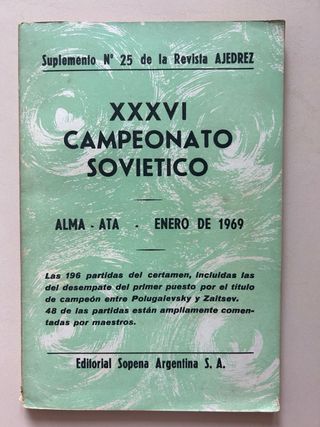 Suplemento Nº 25 de la Revista AJEDREZ
XXXVI
CAMPEONATO
SOVIETICO
ALMA - ATA - ENERO DE 1969
Las 196 partidas del certamen, incluidas las
del desempate del primer puesto por el título
de campeón entre Polugaievsky y Zaitsev.
48 de las partidas están ampliamente comen-
tadas por maestros.
Editorial Sopena Argentina S. A.